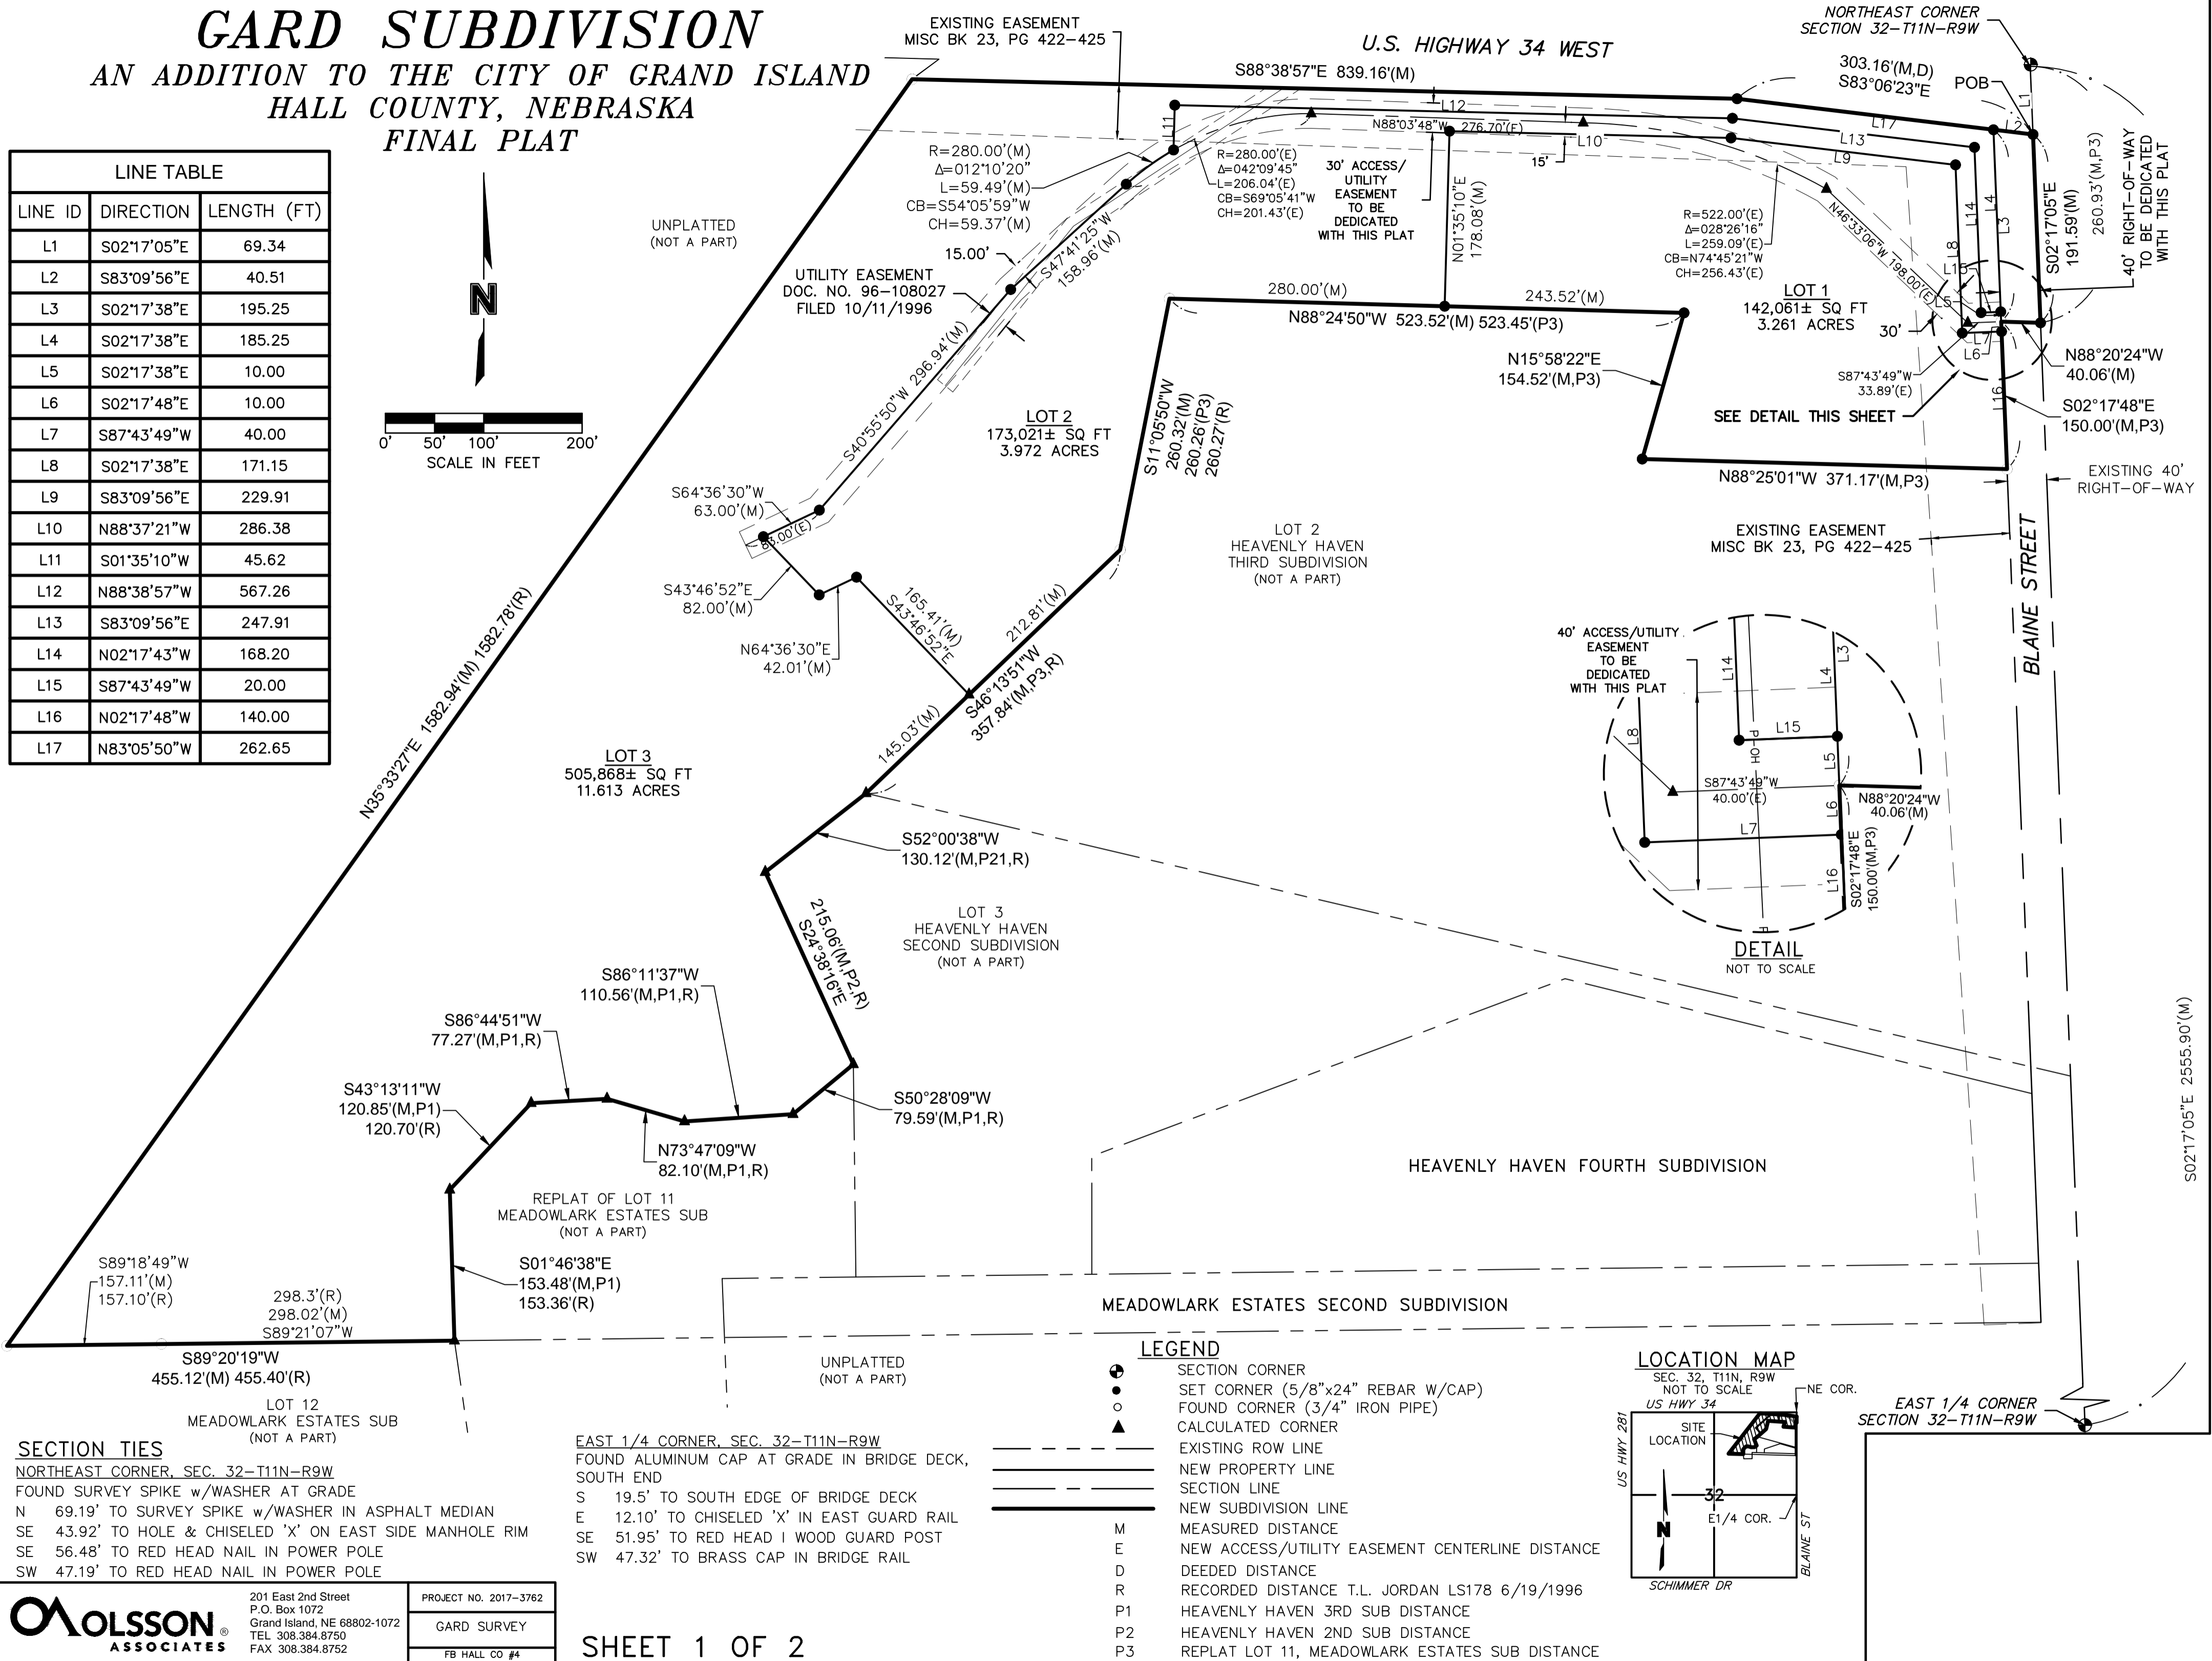 GARD SUBDIVISION
AN ADDITION TO THE CITY OF GRAND ISLAND
HALL COUNTY, NEBRASKA
FINAL PLAT
LINE TABLE
LINE ID DIRECTION LENGTH (FT)
L1 S02°17'05"E 69.34
L2 S83°09'56"E 40.51
L3 S02°17'38"E 195.25
L4 S02°17'38"E 185.25
L5 S02°17'38"E 10.00
L6 S02°17'48"E 10.00
L7 S87°43'49"W 40.00
L8 S02°17'38"E 171.15
L9 S83°09'56"E 229.91
L10 N88°37'21"W 286.38
L11 S01°35'10"W 45.62
L12 N88°38'57"W 567.26
L13 S83°09'56"E 247.91
L14 N02°17'43"W 168.20
L15 S87°43'49"W 20.00
L16 N02°17'48"W 140.00
L17 N83°05'50"W 262.65
N
0' 50' 100' 200'
SCALE IN FEET
UNPLATTED
(NOT A PART)
EXISTING EASEMENT
MISC BK 23, PG 422-425
U.S. HIGHWAY 34 WEST
S88°38'57"E 839.16'(M)
NORTHEAST CORNER
SECTION 32-T11N-R9W
303.16'(M,D)
S83°06'23"E
POB
L1
L2
L17
L12
L13
L11
L10
L9
N88°03'48"W 276.70'(E)
15'
R=280.00'(M)
Δ=012°10'20"
L=59.49'(M)
CB=S54°05'59"W
CH=59.37'(M)
R=280.00'(E)
Δ=042°09'45"
L=206.04'(E)
CB=S69°05'41"W
CH=201.43'(E)
30' ACCESS/
UTILITY
EASEMENT
TO BE
DEDICATED
WITH THIS PLAT
N01°35'10"E
178.08'(M)
R=522.00'(E)
Δ=028°26'16"
L=259.09'(E)
CB=N74°45'21"W
CH=256.43'(E)
N46°33'06"W 198.00'(E)
L8
L14
L4
L3
L15
L5
L7
L6
L16
30'
S02°17'05"E
191.59'(M)
260.93'(M,P3)
40' RIGHT-OF-WAY
TO BE DEDICATED
WITH THIS PLAT
LOT 1
142,061± SQ FT
3.261 ACRES
15.00'
S47°41'25"W
158.96'(M)
UTILITY EASEMENT
DOC. NO. 96-108027
FILED 10/11/1996
S40°55'50"W 296.94'(M)
280.00'(M)
243.52'(M)
N88°24'50"W 523.52'(M) 523.45'(P3)
N15°58'22"E
154.52'(M,P3)
S87°43'49"W
33.89'(E)
SEE DETAIL THIS SHEET
N88°20'24"W
40.06'(M)
S02°17'48"E
150.00'(M,P3)
N88°25'01"W 371.17'(M,P3)
EXISTING 40'
RIGHT-OF-WAY
EXISTING EASEMENT
MISC BK 23, PG 422-425
BLAINE STREET
LOT 2
173,021± SQ FT
3.972 ACRES
S11°05'50"W
260.32'(M)
260.26'(P3)
260.27'(R)
S64°36'30"W
63.00'(M)
83.00'(E)
S43°46'52"E
82.00'(M)
N64°36'30"E
42.01'(M)
165.41'(M)
S43°46'52"E
212.81'(M)
S46°13'51"W
357.84'(M,P3,R)
145.03'(M)
LOT 2
HEAVENLY HAVEN
THIRD SUBDIVISION
(NOT A PART)
N35°33'27"E 1582.94'(M) 1582.78'(R)
LOT 3
505,868± SQ FT
11.613 ACRES
S52°00'38"W
130.12'(M,P21,R)
215.06'(M,P2,R)
S24°38'16"E
LOT 3
HEAVENLY HAVEN
SECOND SUBDIVISION
(NOT A PART)
40' ACCESS/UTILITY
EASEMENT
TO BE
DEDICATED
WITH THIS PLAT
L14
L4
L3
L8
L15
P-OH
L5
S87°43'49"W
40.00'(E)
L6
N88°20'24"W
40.06'(M)
L7
L16
S02°17'48"E
150.00'(M,P3)
DETAIL
NOT TO SCALE
S86°11'37"W
110.56'(M,P1,R)
S86°44'51"W
77.27'(M,P1,R)
S43°13'11"W
120.85'(M,P1)
120.70'(R)
N73°47'09"W
82.10'(M,P1,R)
S50°28'09"W
79.59'(M,P1,R)
REPLAT OF LOT 11
MEADOWLARK ESTATES SUB
(NOT A PART)
S01°46'38"E
153.48'(M,P1)
153.36'(R)
S89°18'49"W
157.11'(M)
157.10'(R)
298.3'(R)
298.02'(M)
S89°21'07"W
S89°20'19"W
455.12'(M) 455.40'(R)
LOT 12
MEADOWLARK ESTATES SUB
(NOT A PART)
HEAVENLY HAVEN FOURTH SUBDIVISION
MEADOWLARK ESTATES SECOND SUBDIVISION
UNPLATTED
(NOT A PART)
S02°17'05"E 2555.90'(M)
EAST 1/4 CORNER
SECTION 32-T11N-R9W
SECTION TIES
NORTHEAST CORNER, SEC. 32-T11N-R9W
FOUND SURVEY SPIKE w/WASHER AT GRADE
N 69.19' TO SURVEY SPIKE w/WASHER IN ASPHALT MEDIAN
SE 43.92' TO HOLE & CHISELED 'X' ON EAST SIDE MANHOLE RIM
SE 56.48' TO RED HEAD NAIL IN POWER POLE
SW 47.19' TO RED HEAD NAIL IN POWER POLE
EAST 1/4 CORNER, SEC. 32-T11N-R9W
FOUND ALUMINUM CAP AT GRADE IN BRIDGE DECK,
SOUTH END
S 19.5' TO SOUTH EDGE OF BRIDGE DECK
E 12.10' TO CHISELED 'X' IN EAST GUARD RAIL
SE 51.95' TO RED HEAD I WOOD GUARD POST
SW 47.32' TO BRASS CAP IN BRIDGE RAIL
LEGEND
SECTION CORNER
SET CORNER (5/8"x24" REBAR W/CAP)
FOUND CORNER (3/4" IRON PIPE)
CALCULATED CORNER
EXISTING ROW LINE
NEW PROPERTY LINE
SECTION LINE
NEW SUBDIVISION LINE
M MEASURED DISTANCE
E NEW ACCESS/UTILITY EASEMENT CENTERLINE DISTANCE
D DEEDED DISTANCE
R RECORDED DISTANCE T.L. JORDAN LS178 6/19/1996
P1 HEAVENLY HAVEN 3RD SUB DISTANCE
P2 HEAVENLY HAVEN 2ND SUB DISTANCE
P3 REPLAT LOT 11, MEADOWLARK ESTATES SUB DISTANCE
LOCATION MAP
SEC. 32, T11N, R9W
NOT TO SCALE
US HWY 34
NE COR.
US HWY 281
SITE
LOCATION
32
E1/4 COR.
N
BLAINE ST
SCHIMMER DR
OLSSON ®
ASSOCIATES
201 East 2nd Street
P.O. Box 1072
Grand Island, NE 68802-1072
TEL 308.384.8750
FAX 308.384.8752
PROJECT NO. 2017-3762
GARD SURVEY
FB HALL CO #4
SHEET 1 OF 2